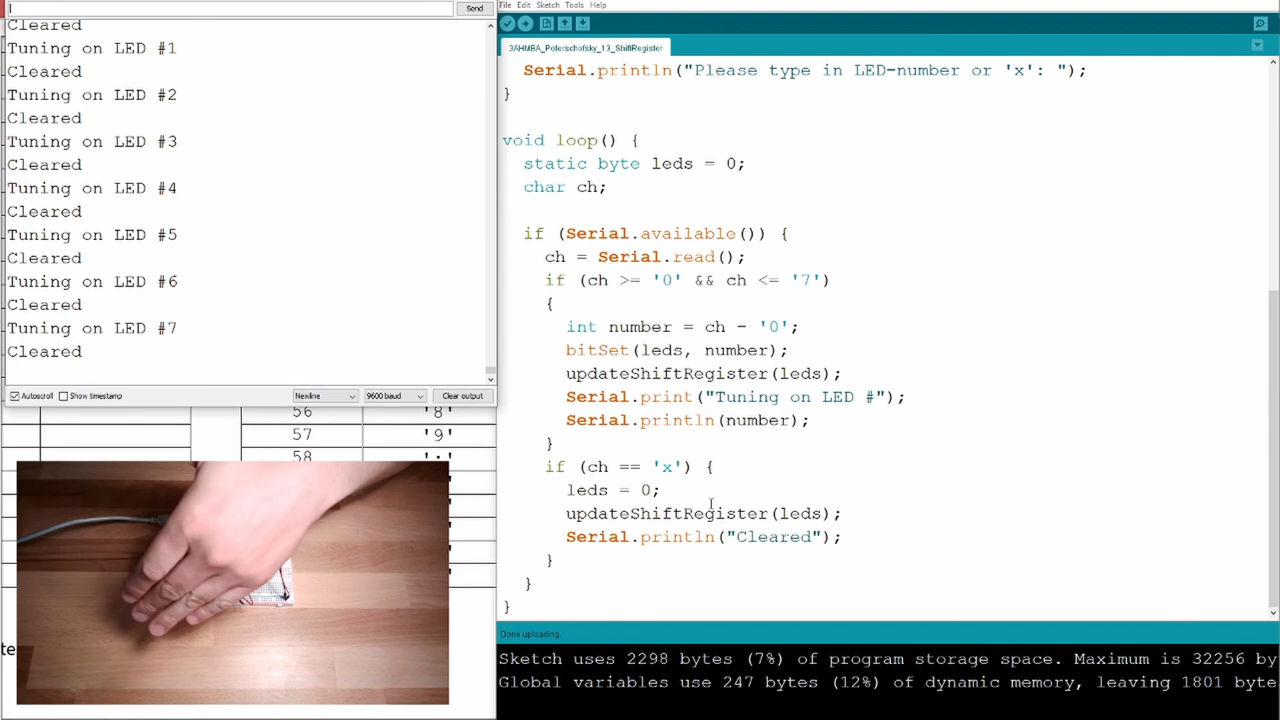 Send
Cleared
Tuning on LED #1
Cleared
Tuning on LED #2
Cleared
Tuning on LED #3
Cleared
Tuning on LED #4
Cleared
Tuning on LED #5
Cleared
Tuning on LED #6
Cleared
Tuning on LED #7
Cleared
Autoscroll Show timestamp Newline 9600 baud Clear output
56 '8'
57 '9'
58 ':'
te
File Edit Sketch Tools Help
3AHMBA_Peterschofsky_13_ShiftRegister
Serial.println("Please type in LED-number or 'x': ");
}
void loop() {
static byte leds = 0;
char ch;
if (Serial.available()) {
ch = Serial.read();
if (ch >= '0' && ch <= '7')
{
int number = ch - '0';
bitSet(leds, number);
updateShiftRegister(leds);
Serial.print("Tuning on LED #");
Serial.println(number);
}
if (ch == 'x') {
leds = 0;
updateShiftRegister(leds);
Serial.println("Cleared");
}
}
}
Done uploading.
Sketch uses 2298 bytes (7%) of program storage space. Maximum is 32256 by
Global variables use 247 bytes (12%) of dynamic memory, leaving 1801 byte